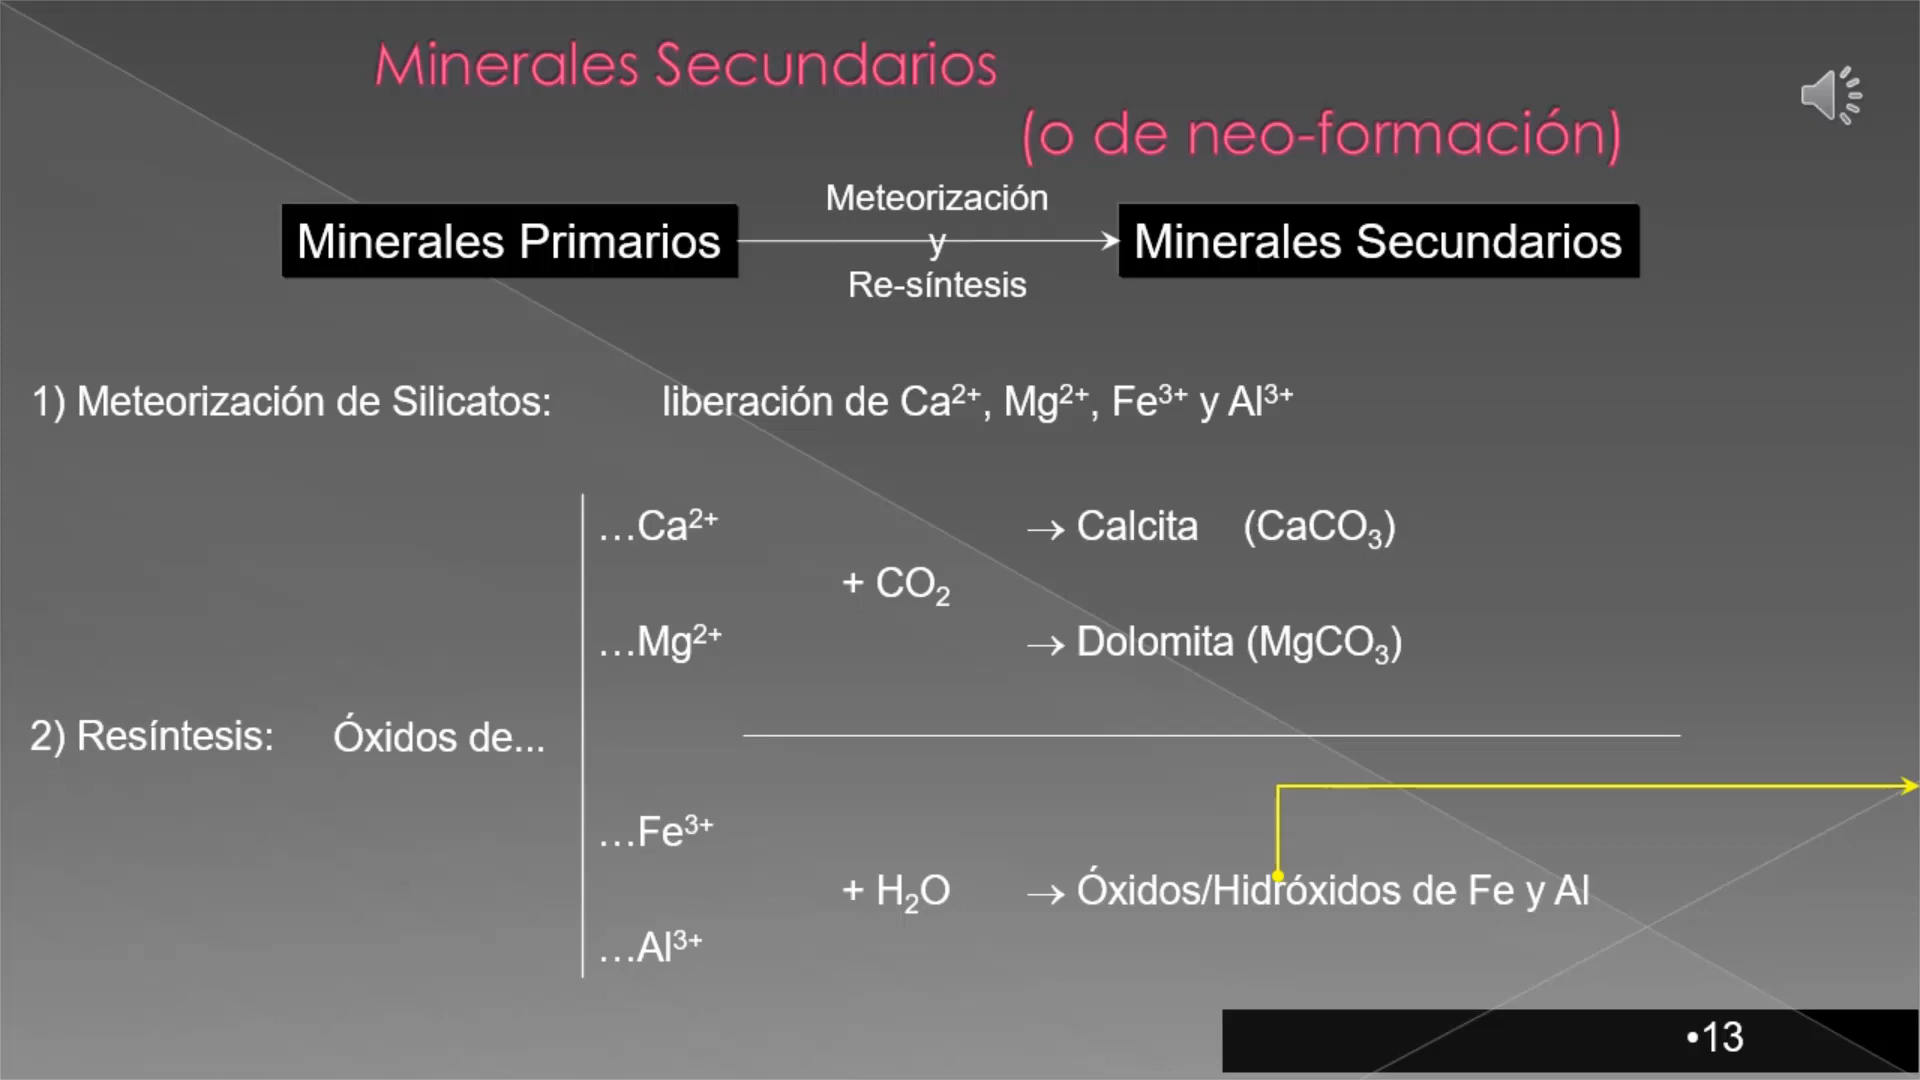 Minerales Secundarios
(o de neo-formación)
Meteorización
Minerales Primarios y Minerales Secundarios
Re-síntesis
1) Meteorización de Silicatos: liberación de Ca²⁺, Mg²⁺, Fe³⁺ y Al³⁺
…Ca²⁺ → Calcita (CaCO₃)
+ CO₂
…Mg²⁺ → Dolomita (MgCO₃)
2) Resíntesis: Óxidos de...
…Fe³⁺
+ H₂O → Óxidos/Hidróxidos de Fe y Al
…Al³⁺
•13